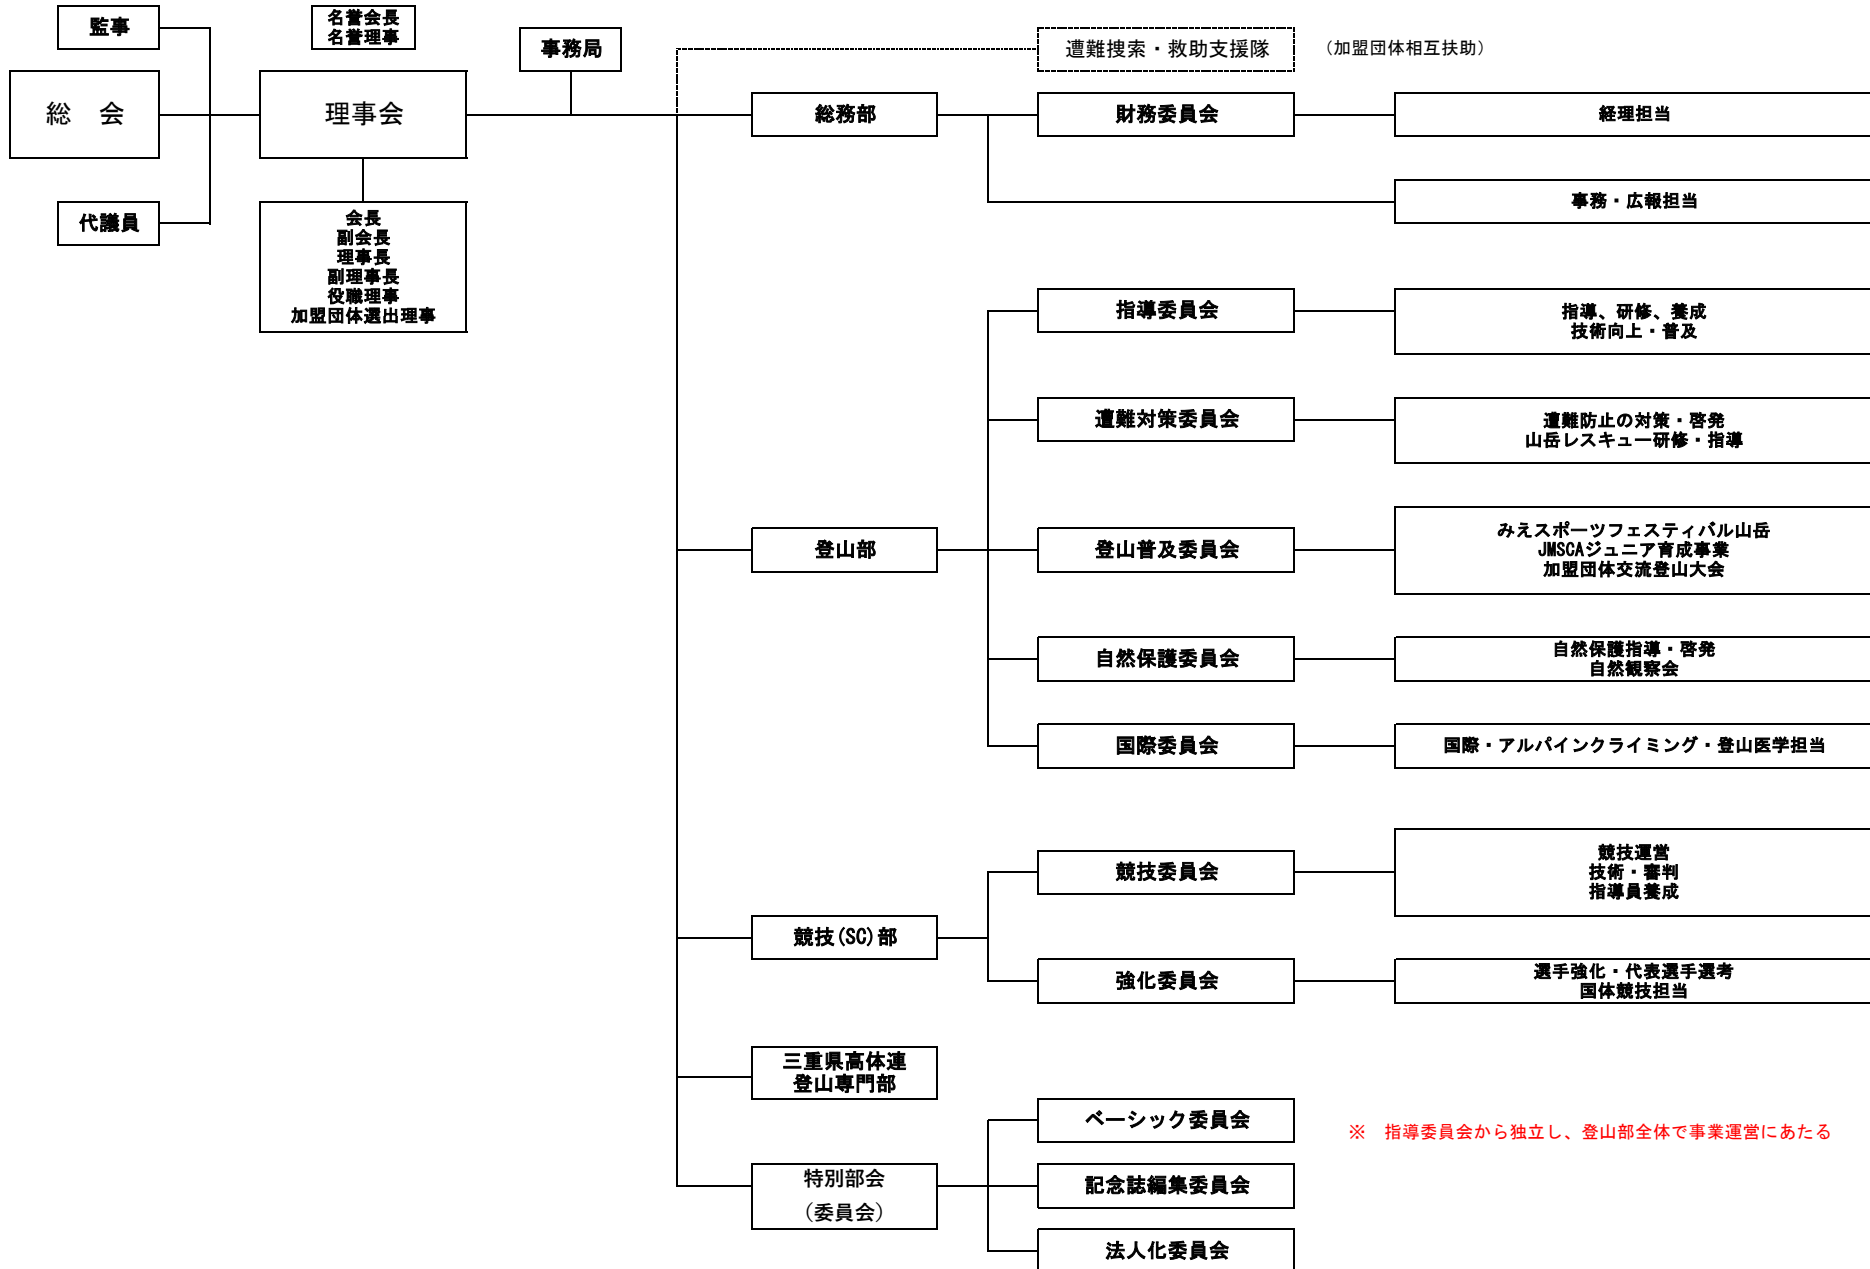 監事
名誉会長
名誉理事
事務局
遭難捜索・救助支援隊
（加盟団体相互扶助）
総　会
理事会
総務部
財務委員会
経理担当
事務・広報担当
代議員
会長
副会長
理事長
副理事長
役職理事
加盟団体選出理事
指導委員会
指導、研修、養成
技術向上・普及
遭難対策委員会
遭難防止の対策・啓発
山岳レスキュー研修・指導
登山部
登山普及委員会
みえスポーツフェスティバル山岳
JMSCAジュニア育成事業
加盟団体交流登山大会
自然保護委員会
自然保護指導・啓発
自然観察会
国際委員会
国際・アルパインクライミング・登山医学担当
競技委員会
競技運営
技術・審判
指導員養成
競技(SC)部
強化委員会
選手強化・代表選手選考
国体競技担当
三重県高体連
登山専門部
ベーシック委員会
※　指導委員会から独立し、登山部全体で事業運営にあたる
特別部会
（委員会）
記念誌編集委員会
法人化委員会